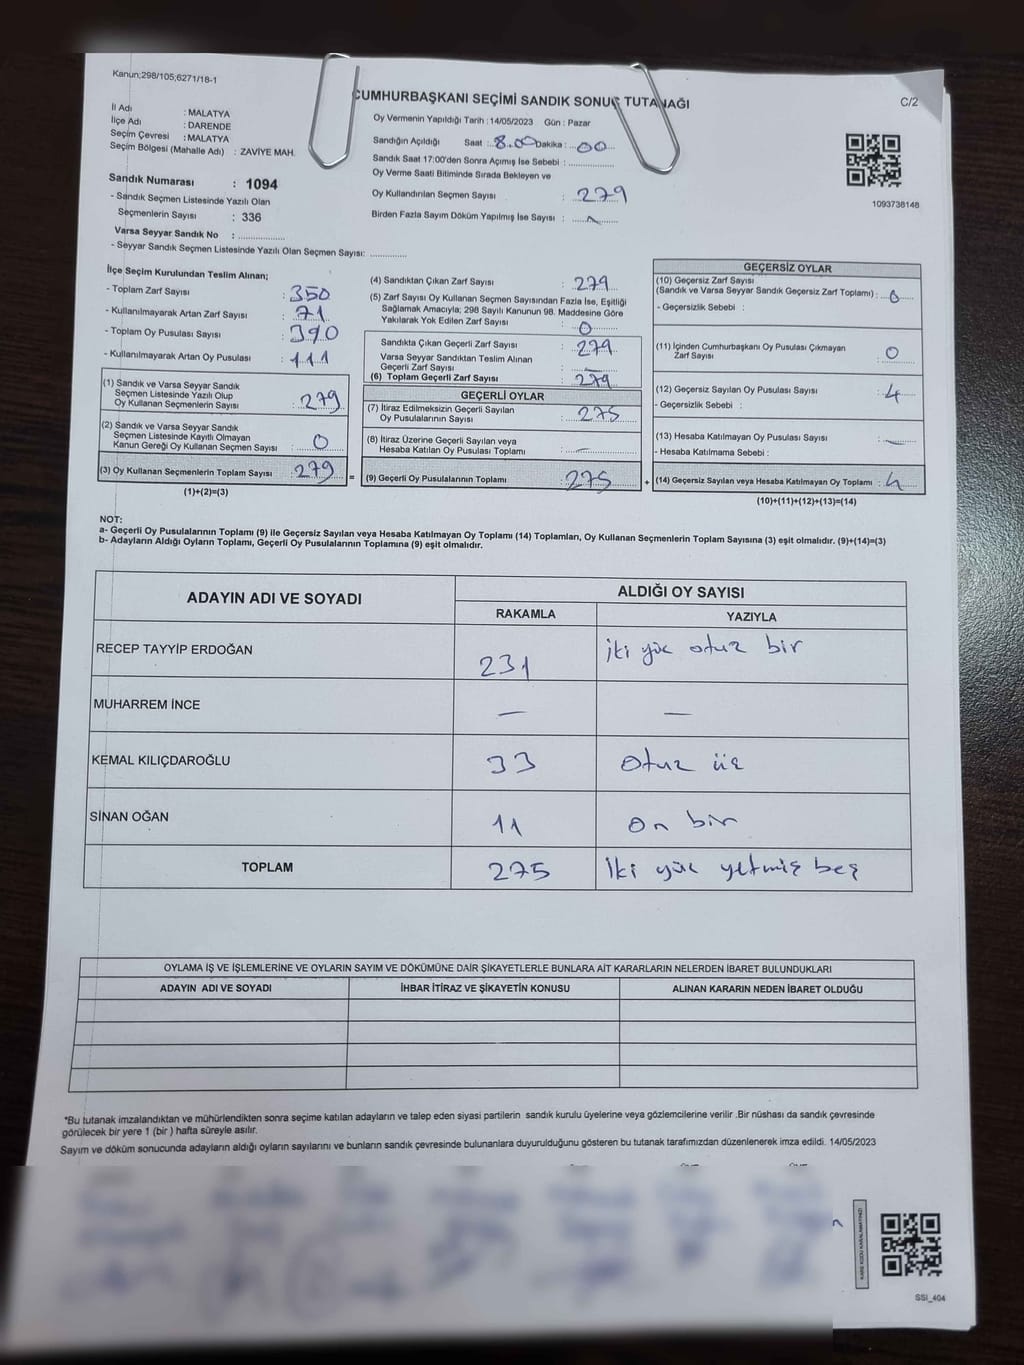 Kanun;298/105;6271/18-1
CUMHURBAŞKANI SEÇİMİ SANDIK SONUÇ TUTANAĞI
C/2
İl Adı : MALATYA
İlçe Adı : DARENDE
Seçim Çevresi : MALATYA
Seçim Bölgesi (Mahalle Adı) : ZAVİYE MAH.
Oy Vermenin Yapıldığı Tarih : 14/05/2023 Gün : Pazar
Sandığın Açıldığı Saat : 8.00 Dakika : 00
Sandık Saat 17:00'den Sonra Açımış İse Sebebi :
Oy Verme Saati Bitiminde Sırada Bekleyen ve
Oy Kullandırılan Seçmen Sayısı : 279
Birden Fazla Sayım Döküm Yapılmış İse Sayısı :
1093738148
Sandık Numarası : 1094
- Sandık Seçmen Listesinde Yazılı Olan
Seçmenlerin Sayısı : 336
Varsa Seyyar Sandık No :
- Seyyar Sandık Seçmen Listesinde Yazılı Olan Seçmen Sayısı:
İlçe Seçim Kurulundan Teslim Alınan;
- Toplam Zarf Sayısı : 350
- Kullanılmayarak Artan Zarf Sayısı : 71
- Toplam Oy Pusulası Sayısı : 390
- Kullanılmayarak Artan Oy Pusulası : 111
(1) Sandık ve Varsa Seyyar Sandık
Seçmen Listesinde Yazılı Olup
Oy Kullanan Seçmenlerin Sayısı : 279
(2) Sandık ve Varsa Seyyar Sandık
Seçmen Listesinde Kayıtlı Olmayan
Kanun Gereği Oy Kullanan Seçmen Sayısı : 0
(3) Oy Kullanan Seçmenlerin Toplam Sayısı : 279 =
(1)+(2)=(3)
(4) Sandıktan Çıkan Zarf Sayısı : 279
(5) Zarf Sayısı Oy Kullanan Seçmen Sayısından Fazla İse, Eşitliği
Sağlamak Amacıyla; 298 Sayılı Kanunun 98. Maddesine Göre
Yakılarak Yok Edilen Zarf Sayısı : 0
Sandıkta Çıkan Geçerli Zarf Sayısı : 279
Varsa Seyyar Sandıktan Teslim Alınan
Geçerli Zarf Sayısı : —
(6) Toplam Geçerli Zarf Sayısı : 279
GEÇERLİ OYLAR
(7) İtiraz Edilmeksizin Geçerli Sayılan
Oy Pusulalarının Sayısı : 275
(8) İtiraz Üzerine Geçerli Sayılan veya
Hesaba Katılan Oy Pusulası Toplamı : —
(9) Geçerli Oy Pusulalarının Toplamı : 275 +
GEÇERSİZ OYLAR
(10) Geçersiz Zarf Sayısı
(Sandık ve Varsa Seyyar Sandık Geçersiz Zarf Toplamı) : 0
- Geçersizlik Sebebi :
(11) İçinden Cumhurbaşkanı Oy Pusulası Çıkmayan
Zarf Sayısı : 0
(12) Geçersiz Sayılan Oy Pusulası Sayısı : 4
- Geçersizlik Sebebi :
(13) Hesaba Katılmayan Oy Pusulası Sayısı : —
- Hesaba Katılmama Sebebi :
(14) Geçersiz Sayılan veya Hesaba Katılmayan Oy Toplamı : 4
(10)+(11)+(12)+(13)=(14)
NOT:
a- Geçerli Oy Pusulalarının Toplamı (9) ile Geçersiz Sayılan veya Hesaba Katılmayan Oy Toplamı (14) Toplamları, Oy Kullanan Seçmenlerin Toplam Sayısına (3) eşit olmalıdır. (9)+(14)=(3)
b- Adayların Aldığı Oyların Toplamı, Geçerli Oy Pusulalarının Toplamına (9) eşit olmalıdır.
ADAYIN ADI VE SOYADI ALDIĞI OY SAYISI
RAKAMLA YAZIYLA
RECEP TAYYİP ERDOĞAN 231 iki yüz otuz bir
MUHARREM İNCE — —
KEMAL KILIÇDAROĞLU 33 otuz üç
SİNAN OĞAN 11 on bir
TOPLAM 275 iki yüz yetmiş beş
OYLAMA İŞ VE İŞLEMLERİNE VE OYLARIN SAYIM VE DÖKÜMÜNE DAİR ŞİKAYETLERLE BUNLARA AİT KARARLARIN NELERDEN İBARET BULUNDUKLARI
ADAYIN ADI VE SOYADI İHBAR İTİRAZ VE ŞİKAYETİN KONUSU ALINAN KARARIN NEDEN İBARET OLDUĞU
*Bu tutanak imzalandıktan ve mühürlendikten sonra seçime katılan adayların ve talep eden siyasi partilerin sandık kurulu üyelerine veya gözlemcilerine verilir .Bir nüshası da sandık çevresinde
görülecek bir yere 1 (bir ) hafta süreyle asılır.
Sayım ve döküm sonucunda adayların aldığı oyların sayılarını ve bunların sandık çevresinde bulunanlara duyurulduğunu gösteren bu tutanak tarafımızdan düzenlenerek imza edildi. 14/05/2023
KARE KODU KARALAMAYINIZ!
SSI_404